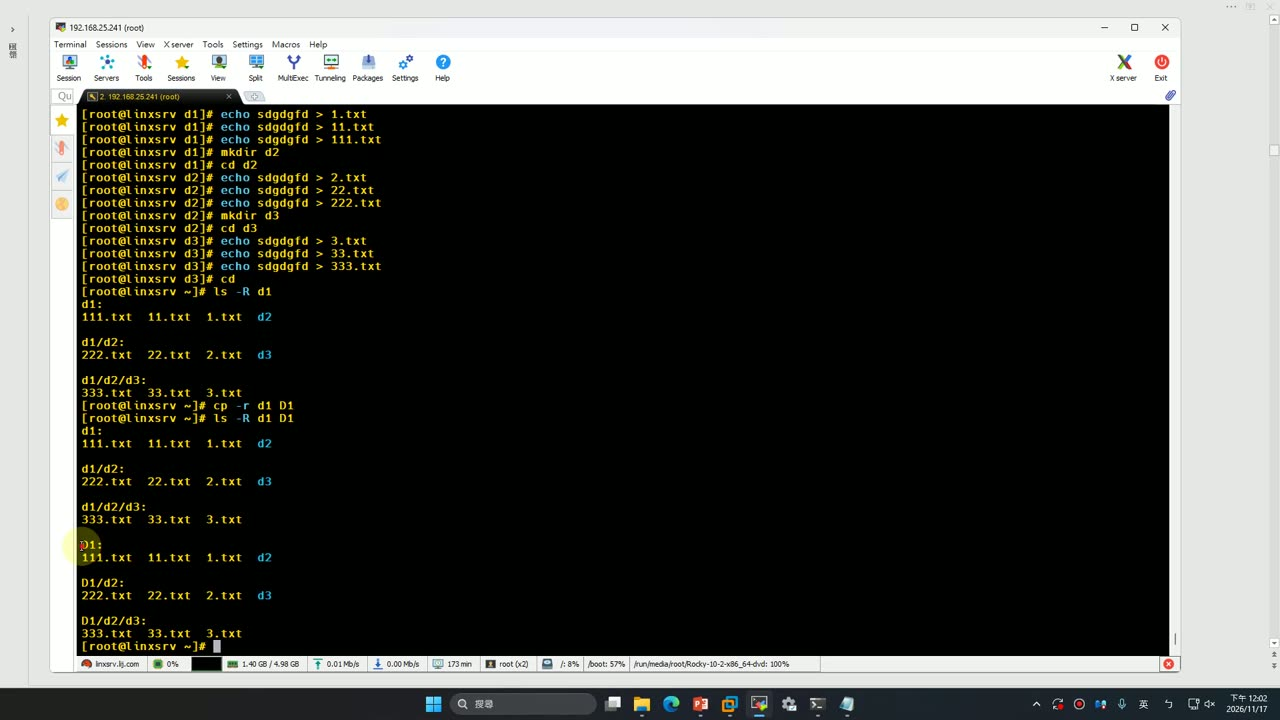 192.168.25.241 (root)
Terminal Sessions View X server Tools Settings Macros Help
Session Servers Tools Sessions View Split MultiExec Tunneling Packages Settings Help X server Exit
Qu
2. 192.168.25.241 (root)
[root@linxsrv d1]# echo sdgdgfd > 1.txt
[root@linxsrv d1]# echo sdgdgfd > 11.txt
[root@linxsrv d1]# echo sdgdgfd > 111.txt
[root@linxsrv d1]# mkdir d2
[root@linxsrv d1]# cd d2
[root@linxsrv d2]# echo sdgdgfd > 2.txt
[root@linxsrv d2]# echo sdgdgfd > 22.txt
[root@linxsrv d2]# echo sdgdgfd > 222.txt
[root@linxsrv d2]# mkdir d3
[root@linxsrv d2]# cd d3
[root@linxsrv d3]# echo sdgdgfd > 3.txt
[root@linxsrv d3]# echo sdgdgfd > 33.txt
[root@linxsrv d3]# echo sdgdgfd > 333.txt
[root@linxsrv d3]# cd
[root@linxsrv ~]# ls -R d1
d1:
111.txt 11.txt 1.txt d2
d1/d2:
222.txt 22.txt 2.txt d3
d1/d2/d3:
333.txt 33.txt 3.txt
[root@linxsrv ~]# cp -r d1 D1
[root@linxsrv ~]# ls -R d1 D1
d1:
111.txt 11.txt 1.txt d2
d1/d2:
222.txt 22.txt 2.txt d3
d1/d2/d3:
333.txt 33.txt 3.txt
D1:
111.txt 11.txt 1.txt d2
D1/d2:
222.txt 22.txt 2.txt d3
D1/d2/d3:
333.txt 33.txt 3.txt
[root@linxsrv ~]#
linxsrv.lij.com 0% 1.40 GB / 4.98 GB 0.01 Mb/s 0.00 Mb/s 173 min root (x2) /: 8% /boot: 57% /run/media/root/Rocky-10-2-x86_64-dvd: 100%
搜尋
英
下午 12:02
2026/11/17